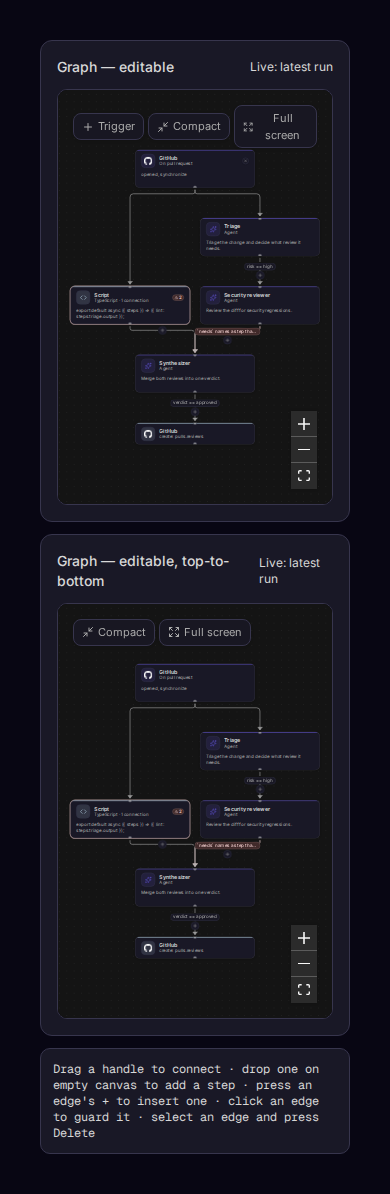 Graph — editable
Live: latest run
+ Trigger
Compact
Full screen
GitHub
On pull request
opened, synchronize
Triage
Agent
Triage the change and decide what review it needs.
risk == high
Script
TypeScript · 1 connection
2
Security reviewer
Agent
Review the diff for security regressions.
Synthesizer
Agent
Merge both reviews into one verdict.
verdict == approved
GitHub
create pulls.reviews
Graph — editable, top-to-
bottom
Live: latest
run
Compact
Full screen
GitHub
On pull request
opened, synchronize
Triage
Agent
Triage the change and decide what review it needs.
risk == high
Script
TypeScript · 1 connection
2
Security reviewer
Agent
Review the diff for security regressions.
Synthesizer
Agent
Merge both reviews into one verdict.
verdict == approved
GitHub
create pulls.reviews
Drag a handle to connect · drop one on
empty canvas to add a step · press an
edge's + to insert one · click an edge
to guard it · select an edge and press
Delete